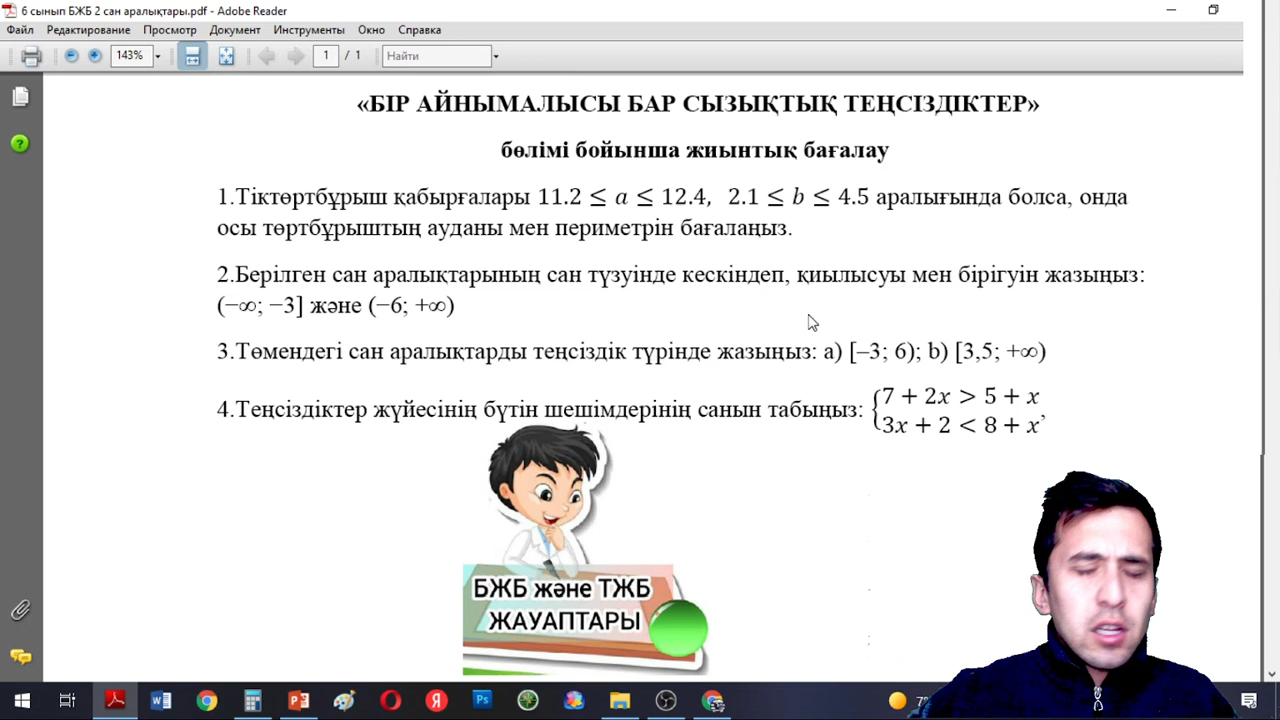 6 сынып БЖБ 2 сан аралықтары.pdf - Adobe Reader
Файл Редактирование Просмотр Документ Инструменты Окно Справка
143% 1 / 1 Найти
«БІР АЙНЫМАЛЫСЫ БАР СЫЗЫҚТЫҚ ТЕҢСІЗДІКТЕР»
бөлімі бойынша жиынтық бағалау
1.Тіктөртбұрыш қабырғалары 11.2 ≤ a ≤ 12.4, 2.1 ≤ b ≤ 4.5 аралығында болса, онда
осы төртбұрыштың ауданы мен периметрін бағалаңыз.
2.Берілген сан аралықтарының сан түзуінде кескіндеп, қиылысуы мен бірігуін жазыңыз:
(−∞; −3] және (−6; +∞)
3.Төмендегі сан аралықтарды теңсіздік түрінде жазыңыз: a) [–3; 6); b) [3,5; +∞)
4.Теңсіздіктер жүйесінің бүтін шешімдерінің санын табыңыз: {7 + 2x > 5 + x
3x + 2 < 8 + x,
БЖБ және ТЖБ
ЖАУАПТАРЫ